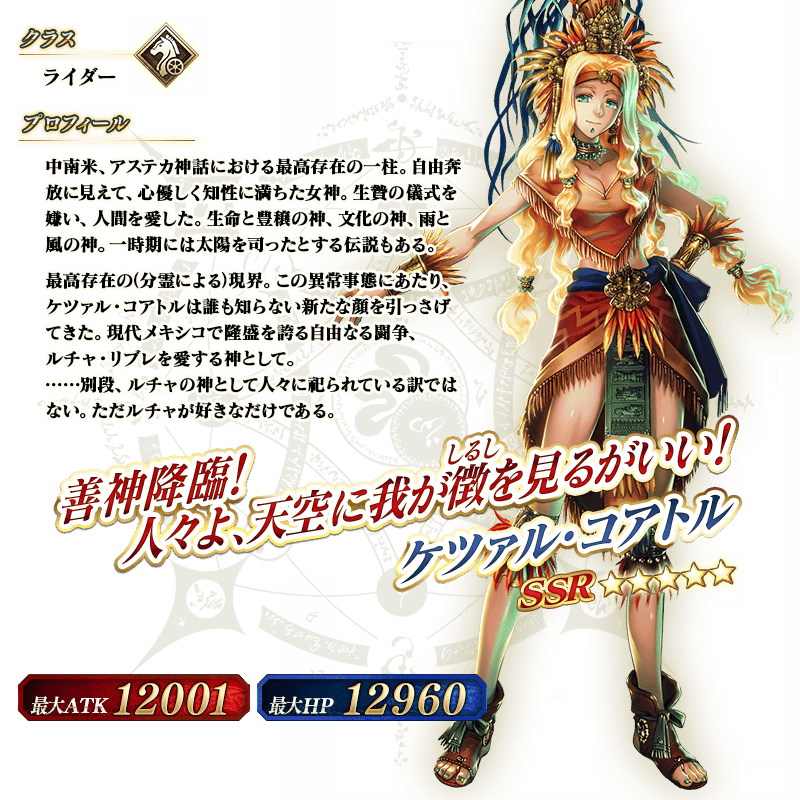 クラス
ライダー
プロフィール
中南米、アステカ神話における最高存在の一柱。自由奔
放に見えて、心優しく知性に満ちた女神。生贄の儀式を
嫌い、人間を愛した。生命と豊穣の神、文化の神、雨と
風の神。一時期には太陽を司ったとする伝説もある。
最高存在の(分霊による)現界。この異常事態にあたり、
ケツァル・コアトルは誰も知らない新たな顔を引っさげ
てきた。現代メキシコで隆盛を誇る自由なる闘争、
ルチャ・リブレを愛する神として。
……別段、ルチャの神として人々に祀られている訳では
ない。ただルチャが好きなだけである。
善神降臨!
しるし
人々よ、天空に我が徴を見るがいい!
ケツァル・コアトル
SSR ☆☆☆☆☆
最大ATK 12001
最大HP 12960